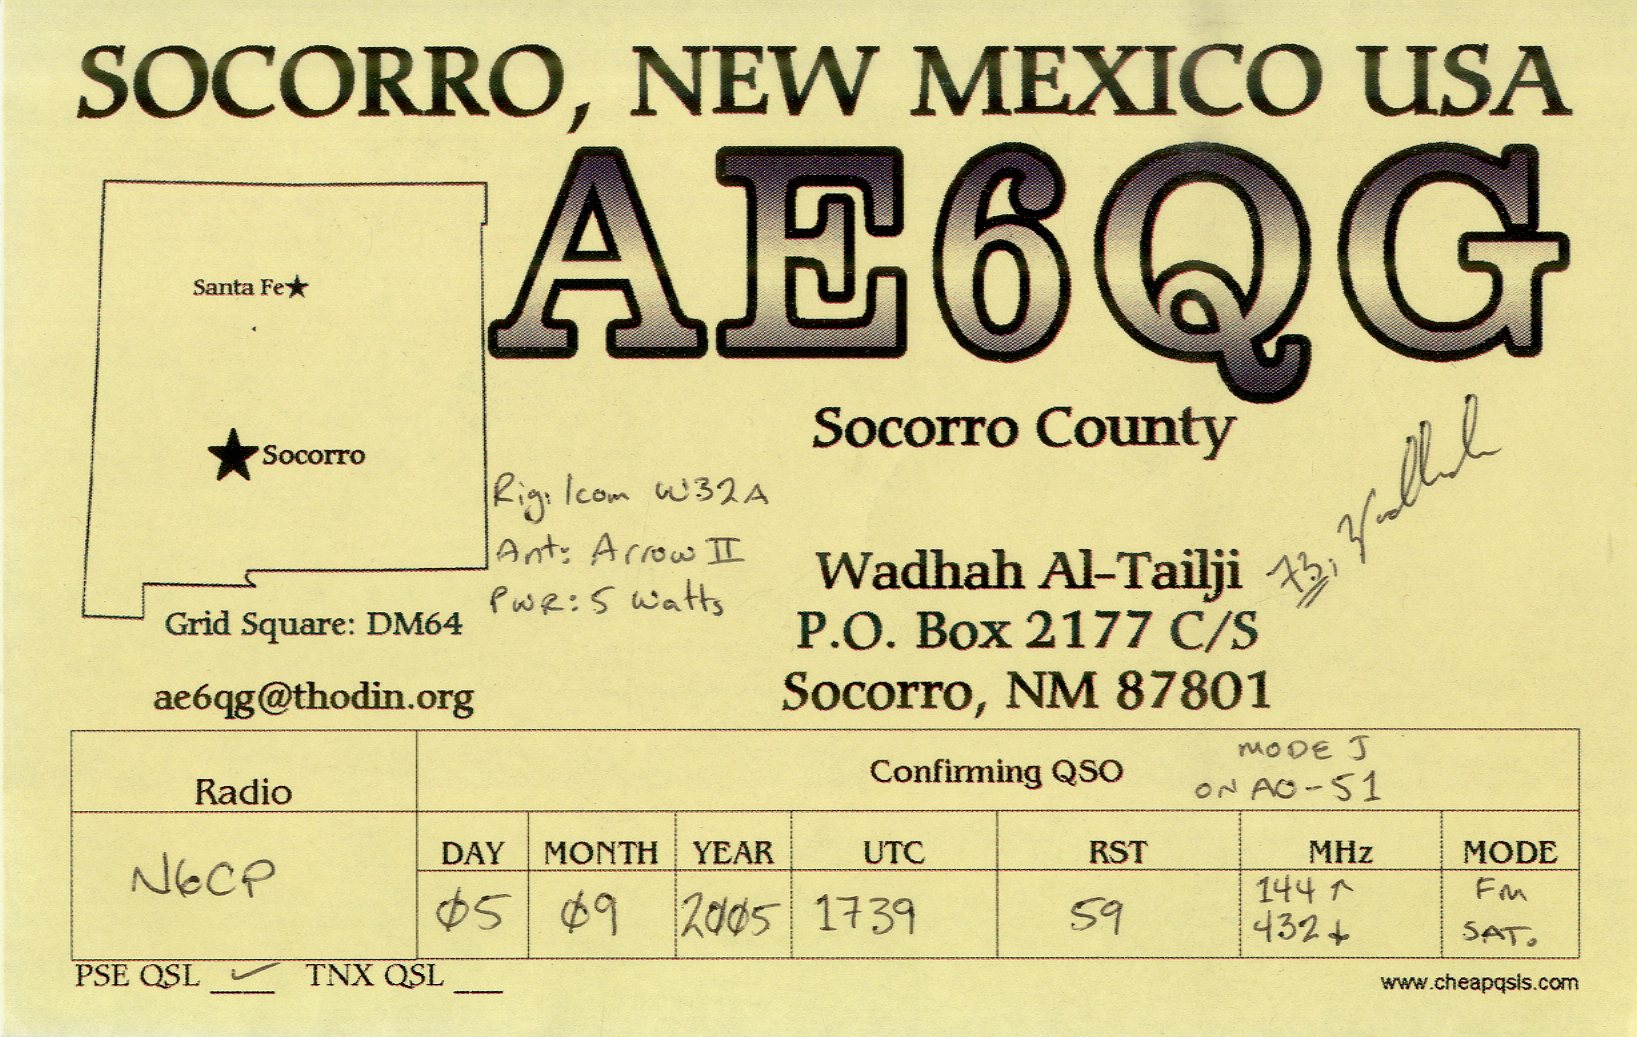 SOCORRO, NEW MEXICO USA
AE6QG
Santa Fe
Socorro
Socorro County
Rig: Icom W32A
Ant: Arrow II
PWR: 5 Watts
Wadhah Al-Tailji
73, Wadhah
P.O. Box 2177 C/S
Socorro, NM 87801
Grid Square: DM64
ae6qg@thodin.org
Radio
Confirming QSO
MODE J
ON AO-51
DAY MONTH YEAR UTC RST MHz MODE
N6CP
05 09 2005 1739 59 144 ↑ FM
432 ↓ SAT.
PSE QSL ✓ TNX QSL ___
www.cheapqsls.com